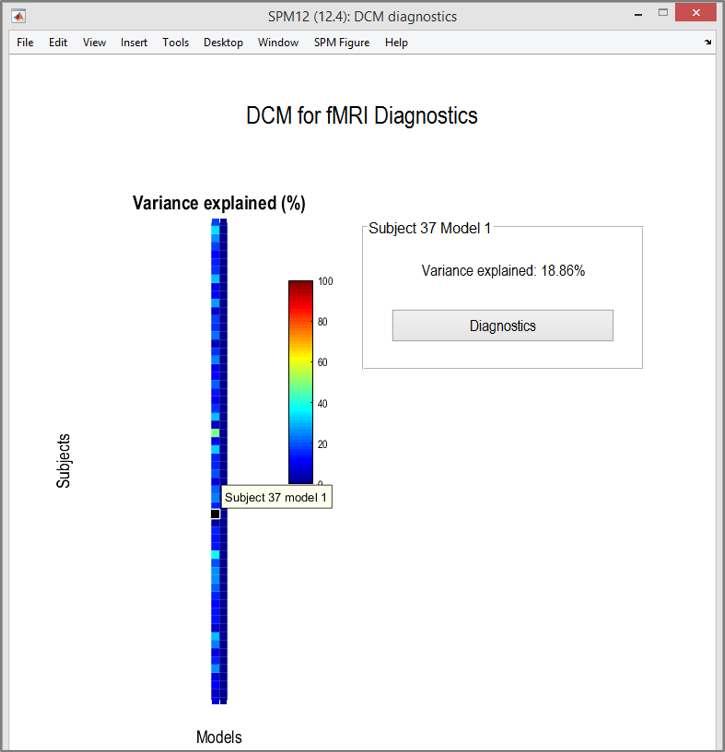 SPM12 (12.4): DCM diagnostics
File Edit View Insert Tools Desktop Window SPM Figure Help
DCM for fMRI Diagnostics
Variance explained (%)
100
80
60
40
20
0
Subjects
Models
Subject 37 model 1
Subject 37 Model 1
Variance explained: 18.86%
Diagnostics